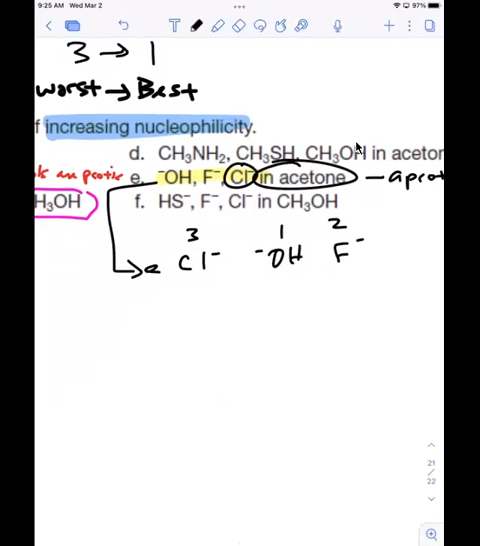 9:25 AM Wed Mar 22
97%
3 → 1
worst → Best
f increasing nucleophilicity.
d. CH₃NH₂, CH₃SH, CH₃OH in aceton
an protic e. ⁻OH, F⁻, Cl⁻ in acetone — aprot
H₃OH f. HS⁻, F⁻, Cl⁻ in CH₃OH
3 1 2
e Cl⁻ ⁻OH F⁻
21
/
22